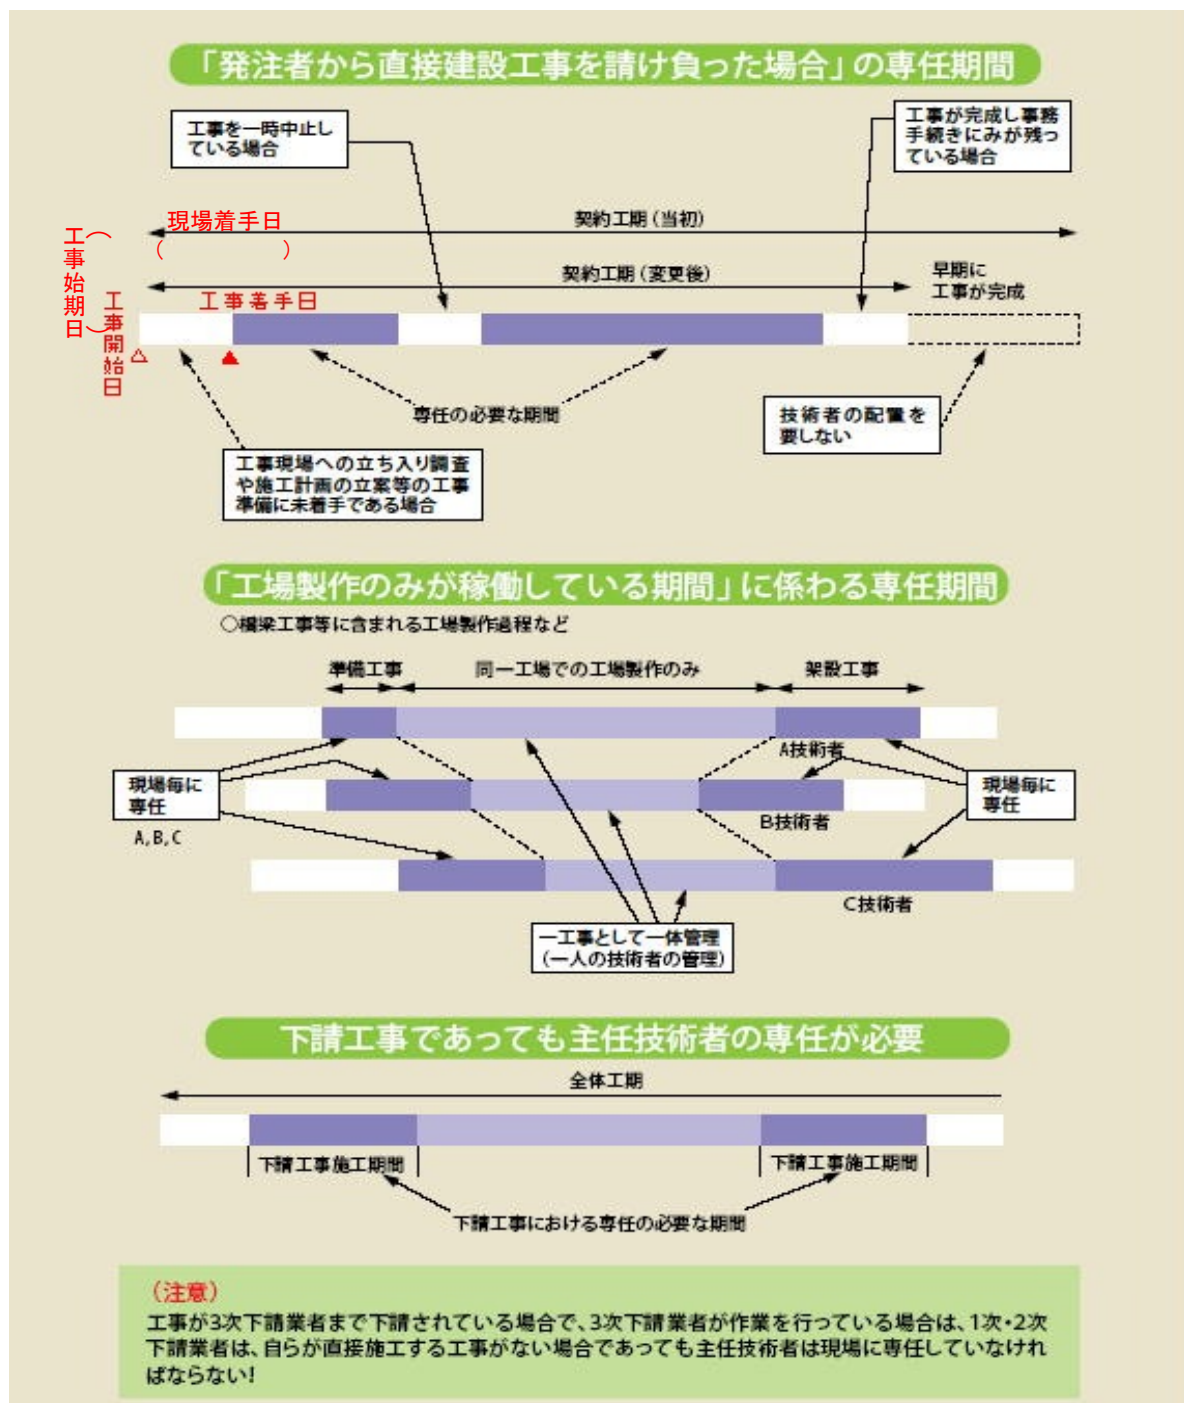 「発注者から直接建設工事を請け負った場合」の専任期間
工事を一時中止し
ている場合
工事が完成し事務
手続きにみが残っ
ている場合
現場着手日
（　　　　　）
契約工期（当初）
（工事始期日）
契約工期（変更後）
早期に
工事が完成
工事開始日
工事着手日
専任の必要な期間
技術者の配置を
要しない
工事現場への立ち入り調査
や施工計画の立案等の工事
準備に未着手である場合
「工場製作のみが稼働している期間」に係わる専任期間
○橋梁工事等に含まれる工場製作過程など
準備工事
同一工場での工場製作のみ
架設工事
A技術者
現場毎に
専任
A,B,C
現場毎に
専任
B技術者
C技術者
一工事として一体管理
（一人の技術者の管理）
下請工事であっても主任技術者の専任が必要
全体工期
下請工事施工期間
下請工事施工期間
下請工事における専任の必要な期間
（注意）
工事が3次下請業者まで下請されている場合で、3次下請業者が作業を行っている場合は、1次・2次
下請業者は、自らが直接施工する工事がない場合であっても主任技術者は現場に専任していなけれ
ばならない!